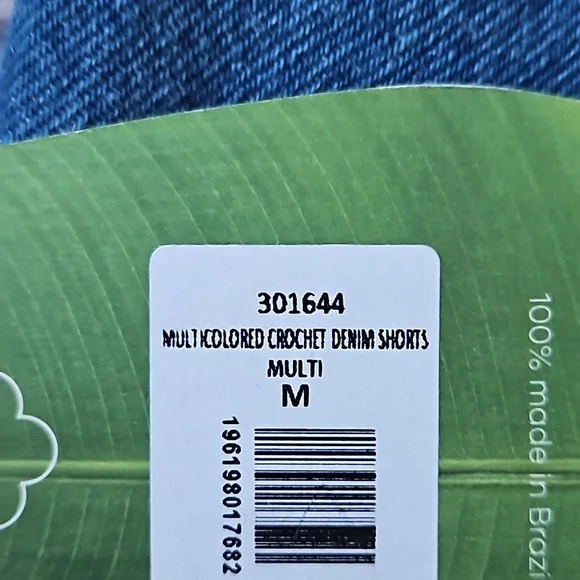 301644
MULTICOLORED CROCHET DENIM SHORTS
MULTI
M
196198017682
100% made in Brazi